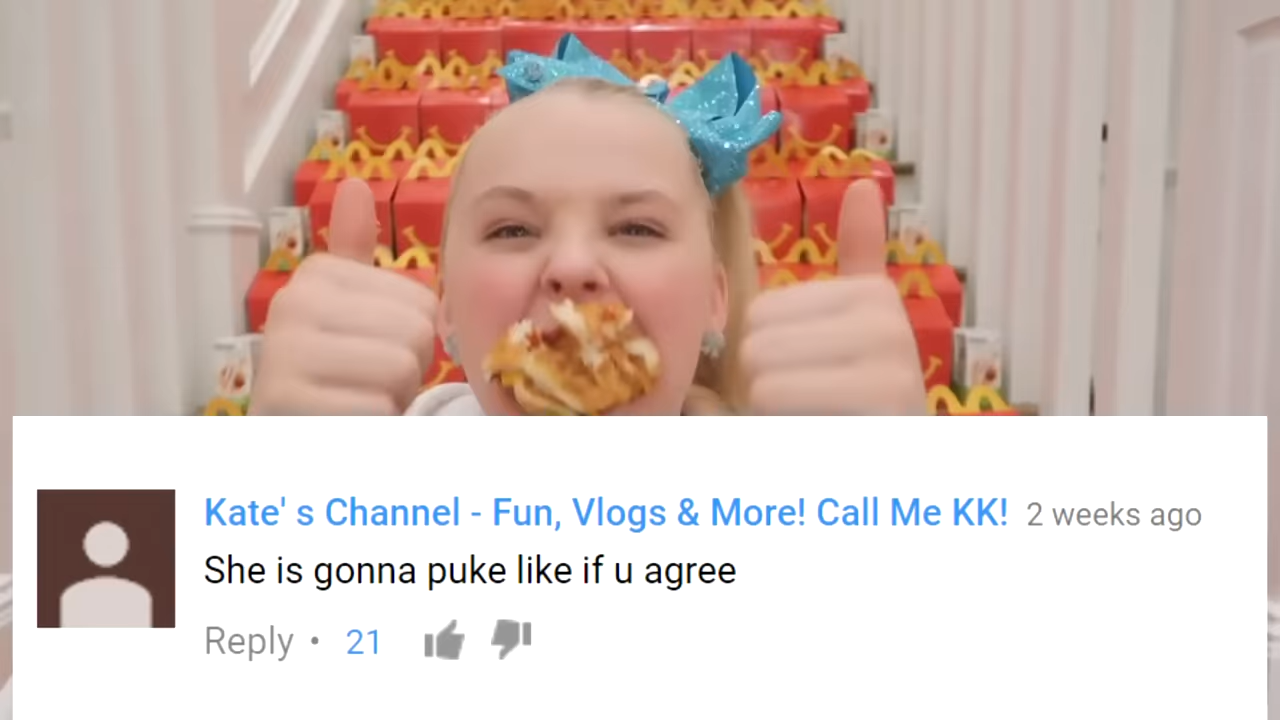 Kate' s Channel - Fun, Vlogs & More! Call Me KK! 2 weeks ago
She is gonna puke like if u agree
Reply • 21